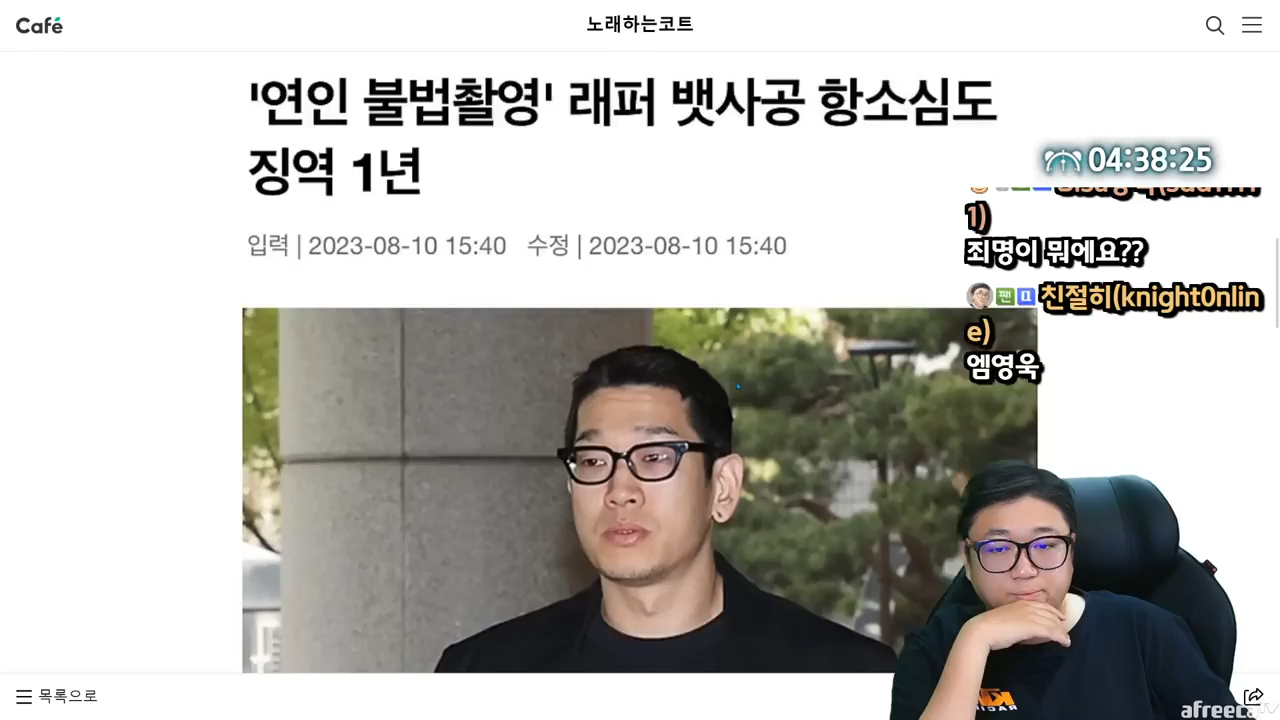 Café
노래하는코트
'연인 불법촬영' 래퍼 뱃사공 항소심도
징역 1년
입력 | 2023-08-10 15:40 수정 | 2023-08-10 15:40
04:38:25
1)
죄명이 뭐에요??
친절히(knight0nlin
e)
엠영욱
목록으로
afreecaTV